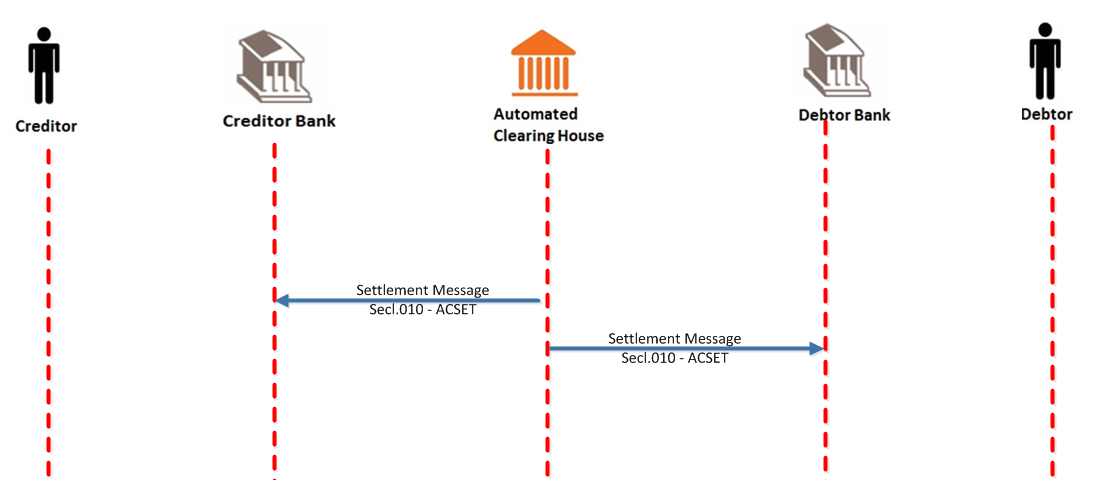 Creditor
Creditor Bank
Automated
Clearing House
Debtor Bank
Debtor
Settlement Message
Secl.010 - ACSET
Settlement Message
Secl.010 - ACSET